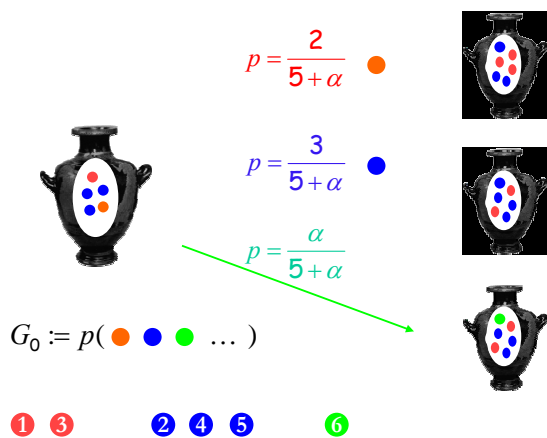 p = 2 / (5 + α)
p = 3 / (5 + α)
p = α / (5 + α)
G₀ := p( … )
1 3 2 4 5 6